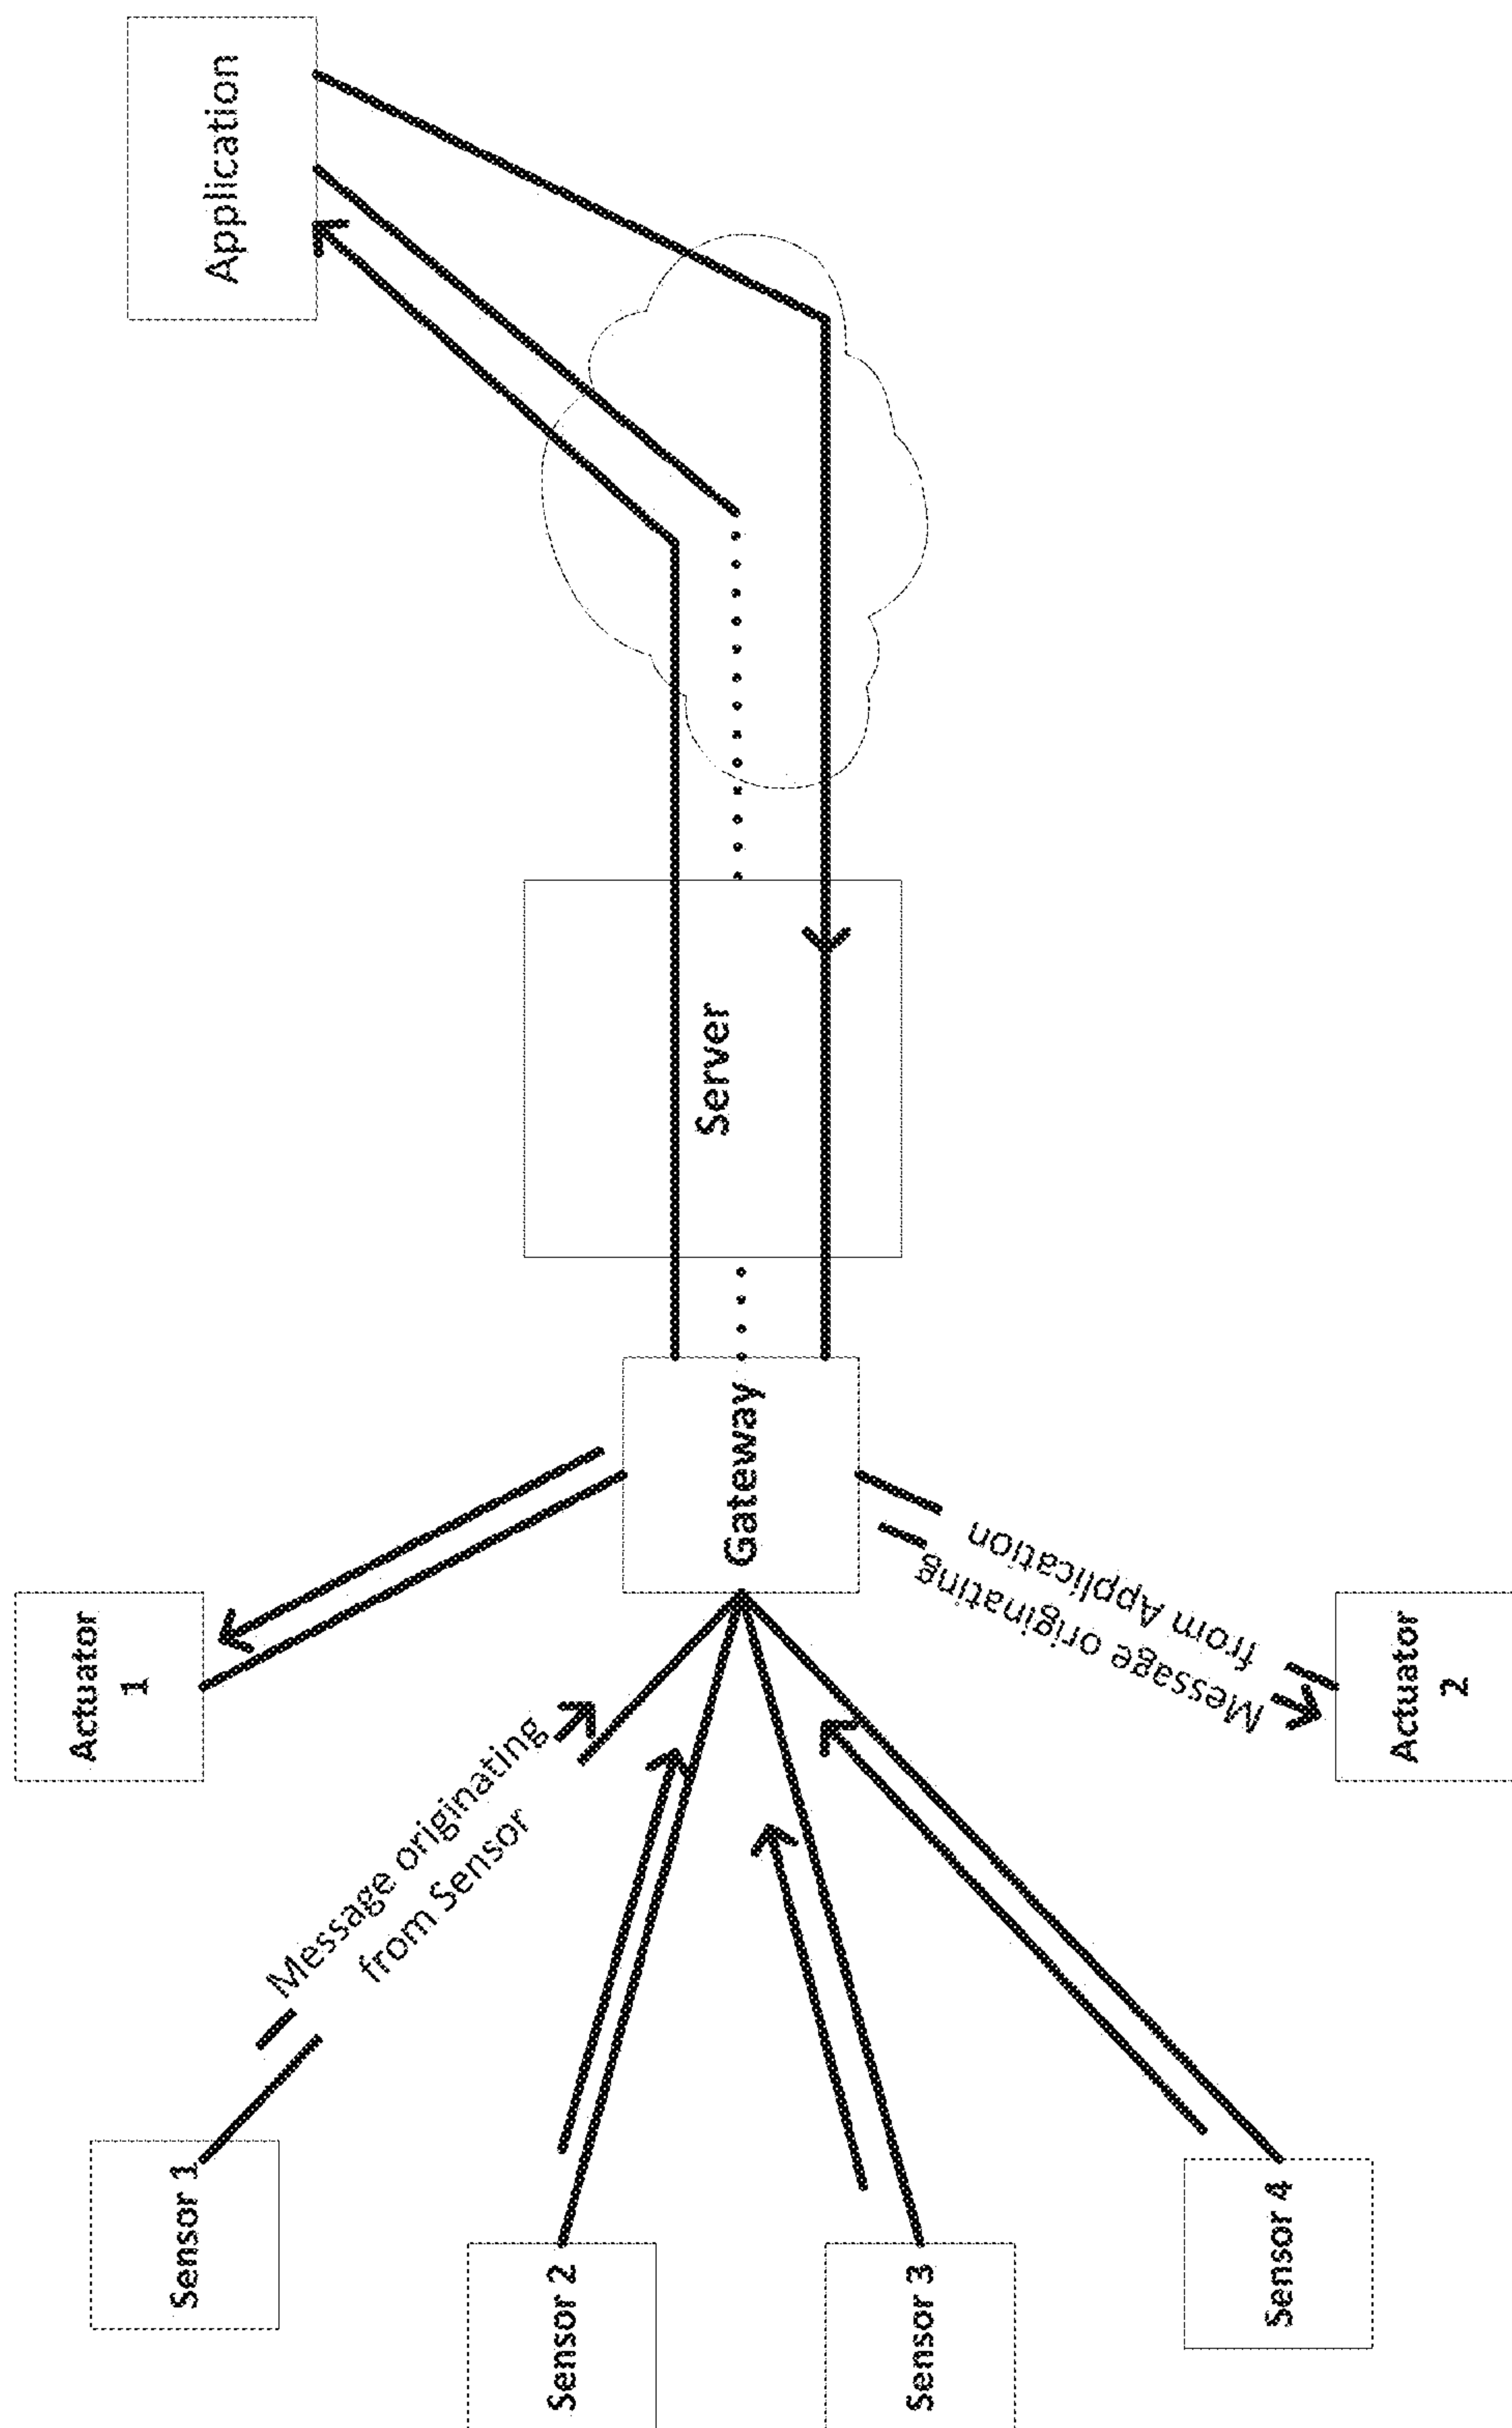 Application
Server
Gateway
Actuator
1
Message originating
from Application
Actuator
2
Message originating
from Sensor
Sensor 1
Sensor 2
Sensor 3
Sensor 4